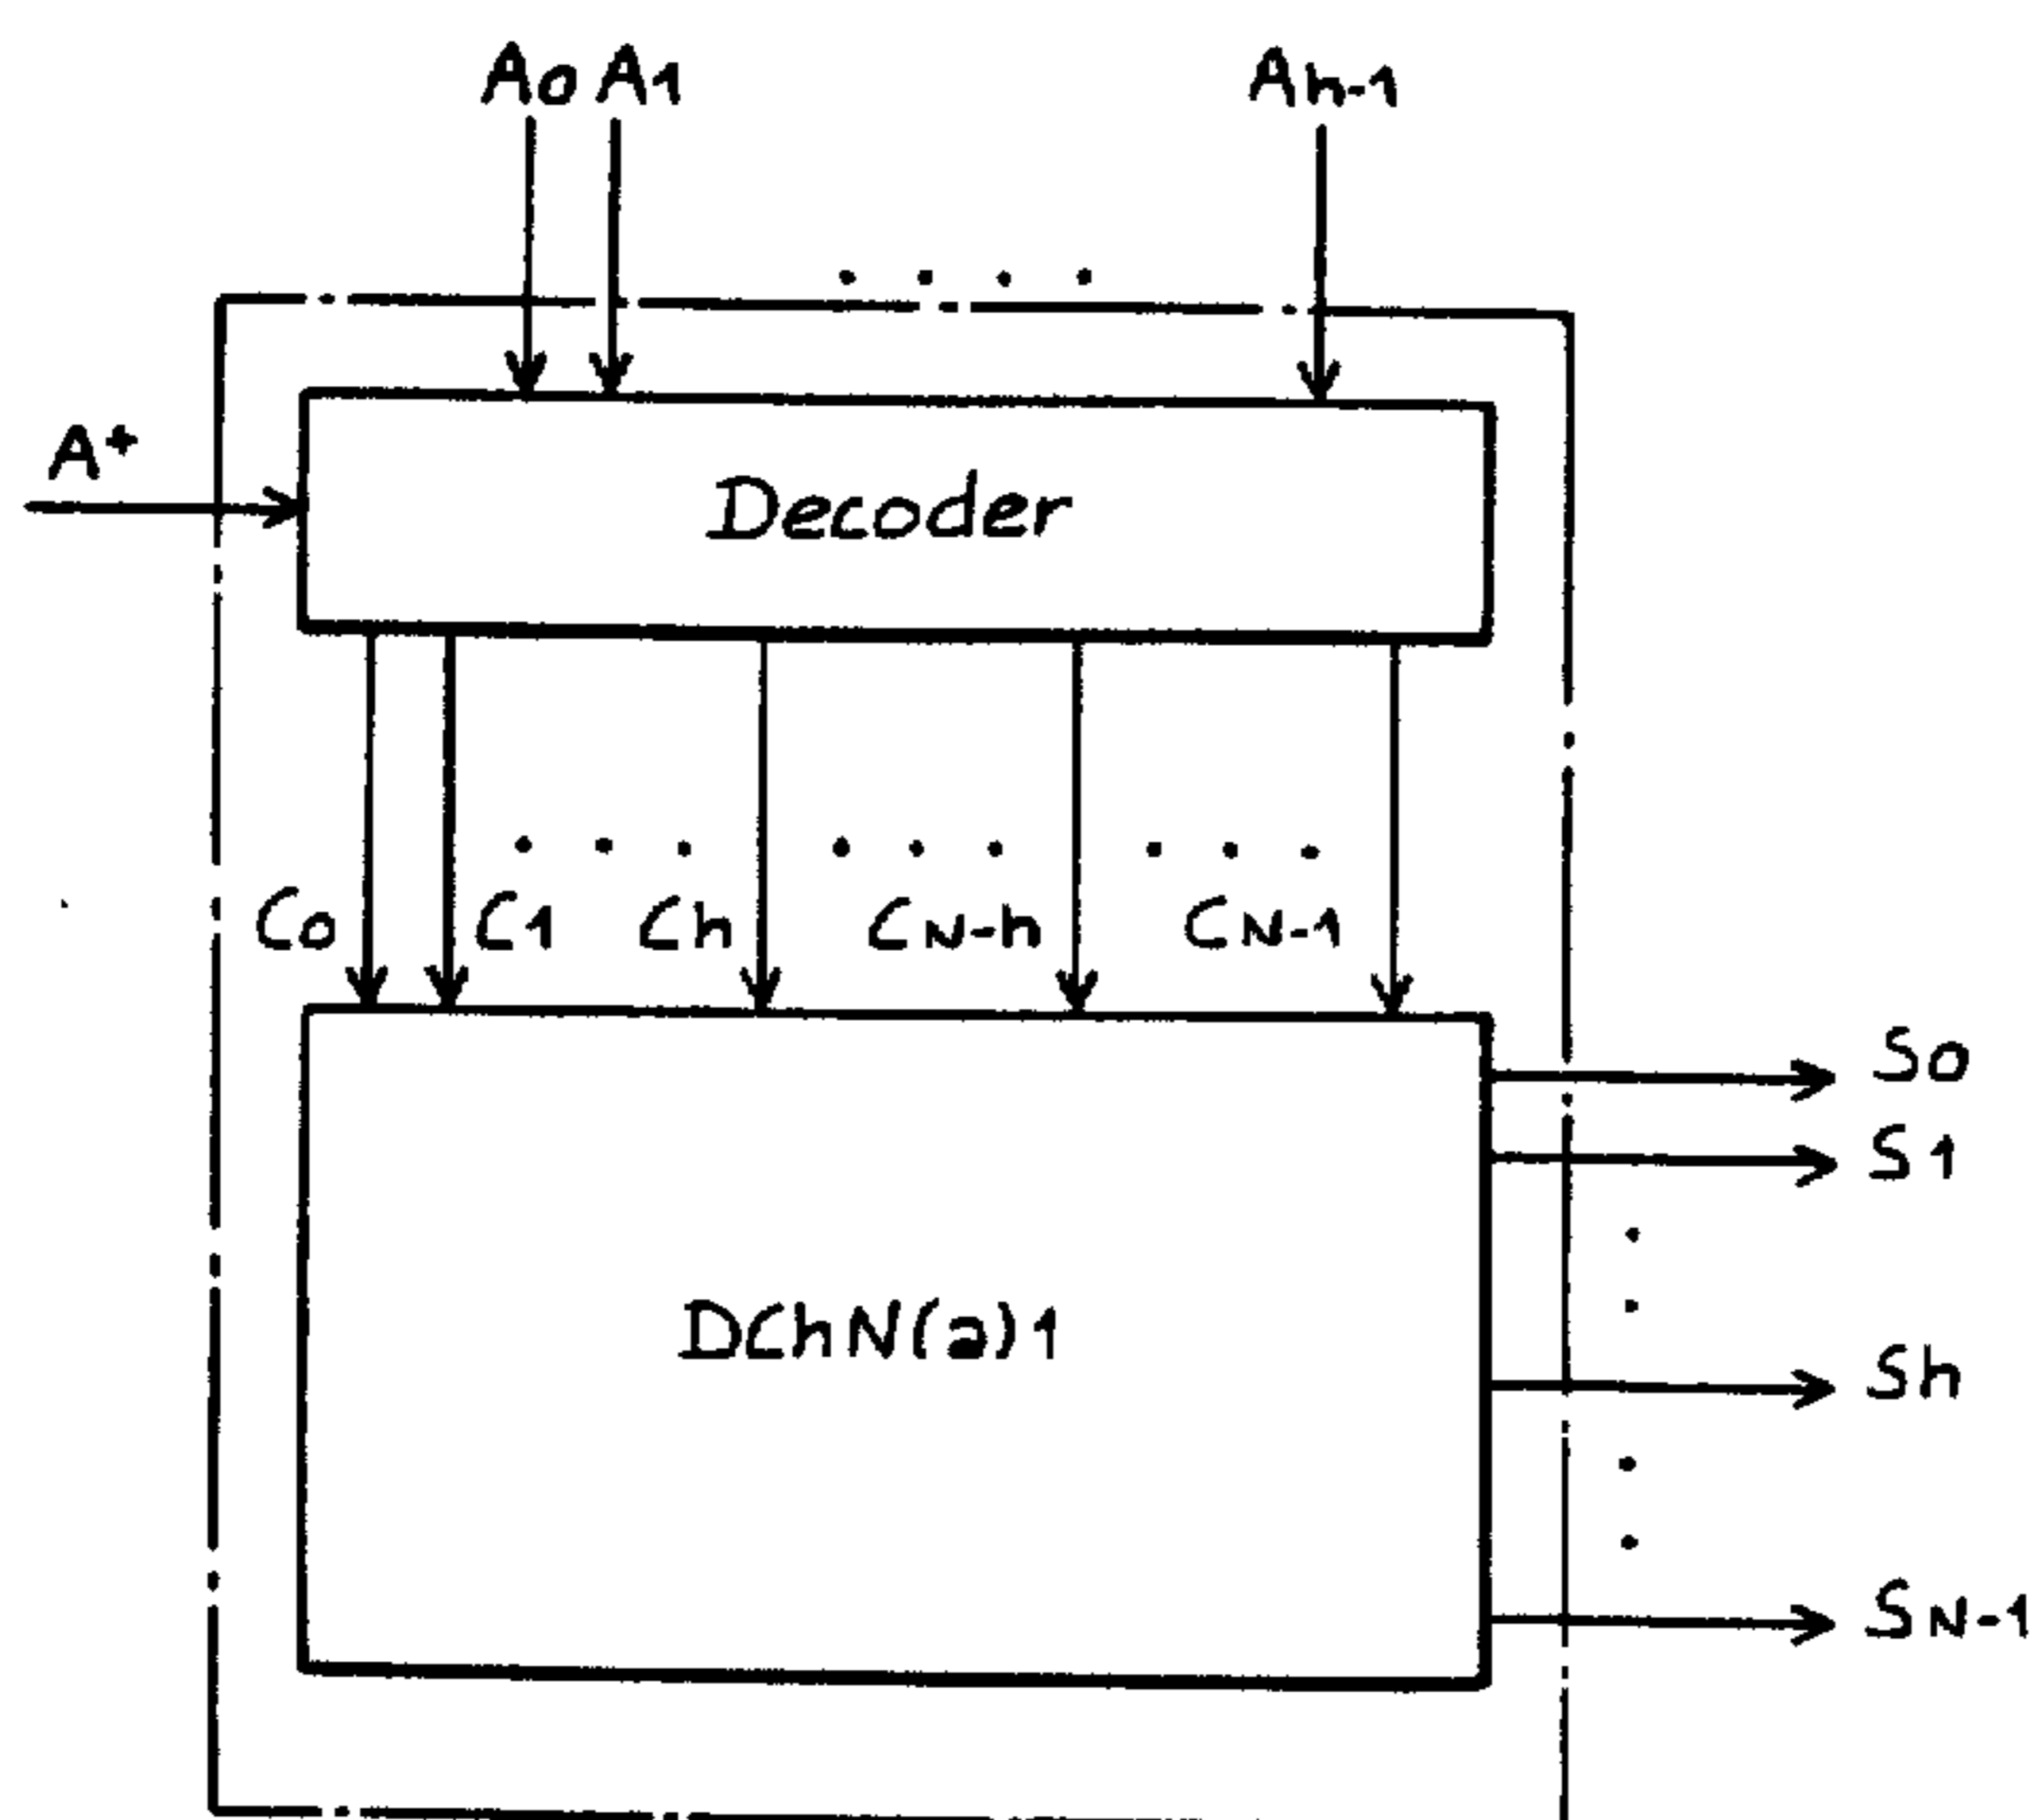 A0 A1 Ah-1
A+
Decoder
C0 C1 Ch CN-h CN-1
S0
S1
DChN(a)1
Sh
SN-1